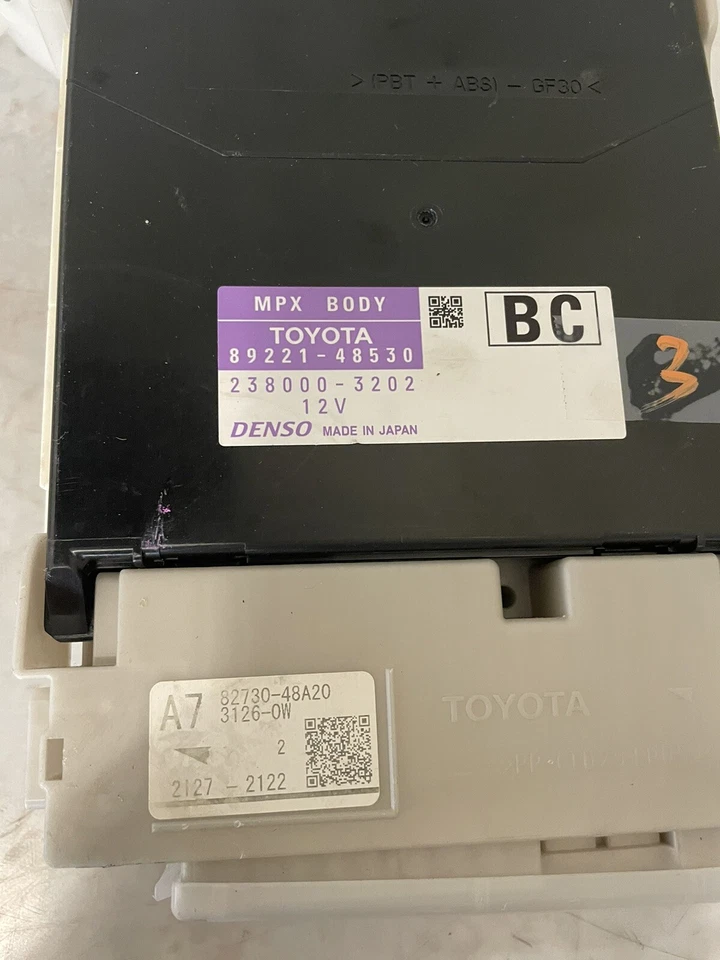 >(PBT + ABS) - GF30<
MPX BODY
BC
TOYOTA
89221-48530
238000-3202
12V
DENSO MADE IN JAPAN
3
A7
82730-48A20
3126-0W
2
2127 - 2122
TOYOTA